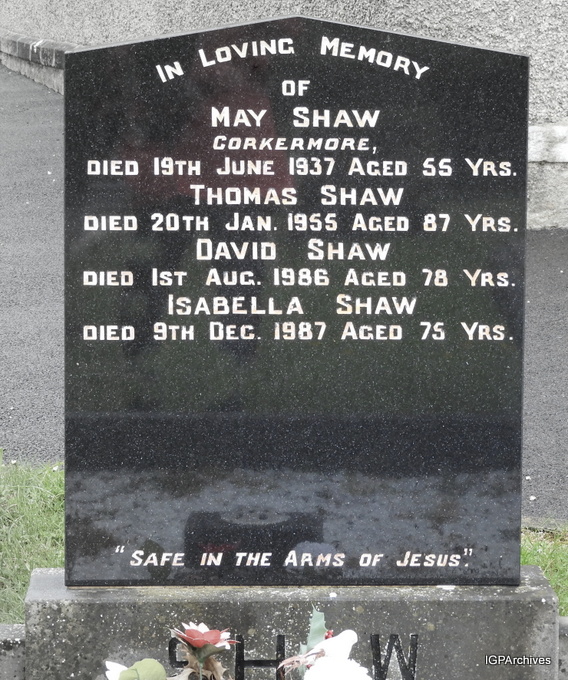 IN LOVING MEMORY
OF
MAY SHAW
CORKERMORE,
DIED 19TH JUNE 1937 AGED 55 YRS.
THOMAS SHAW
DIED 20TH JAN. 1955 AGED 87 YRS.
DAVID SHAW
DIED 1ST AUG. 1986 AGED 78 YRS.
ISABELLA SHAW
DIED 9TH DEC. 1987 AGED 75 YRS.
“SAFE IN THE ARMS OF JESUS”.
SHAW
IGPArchives